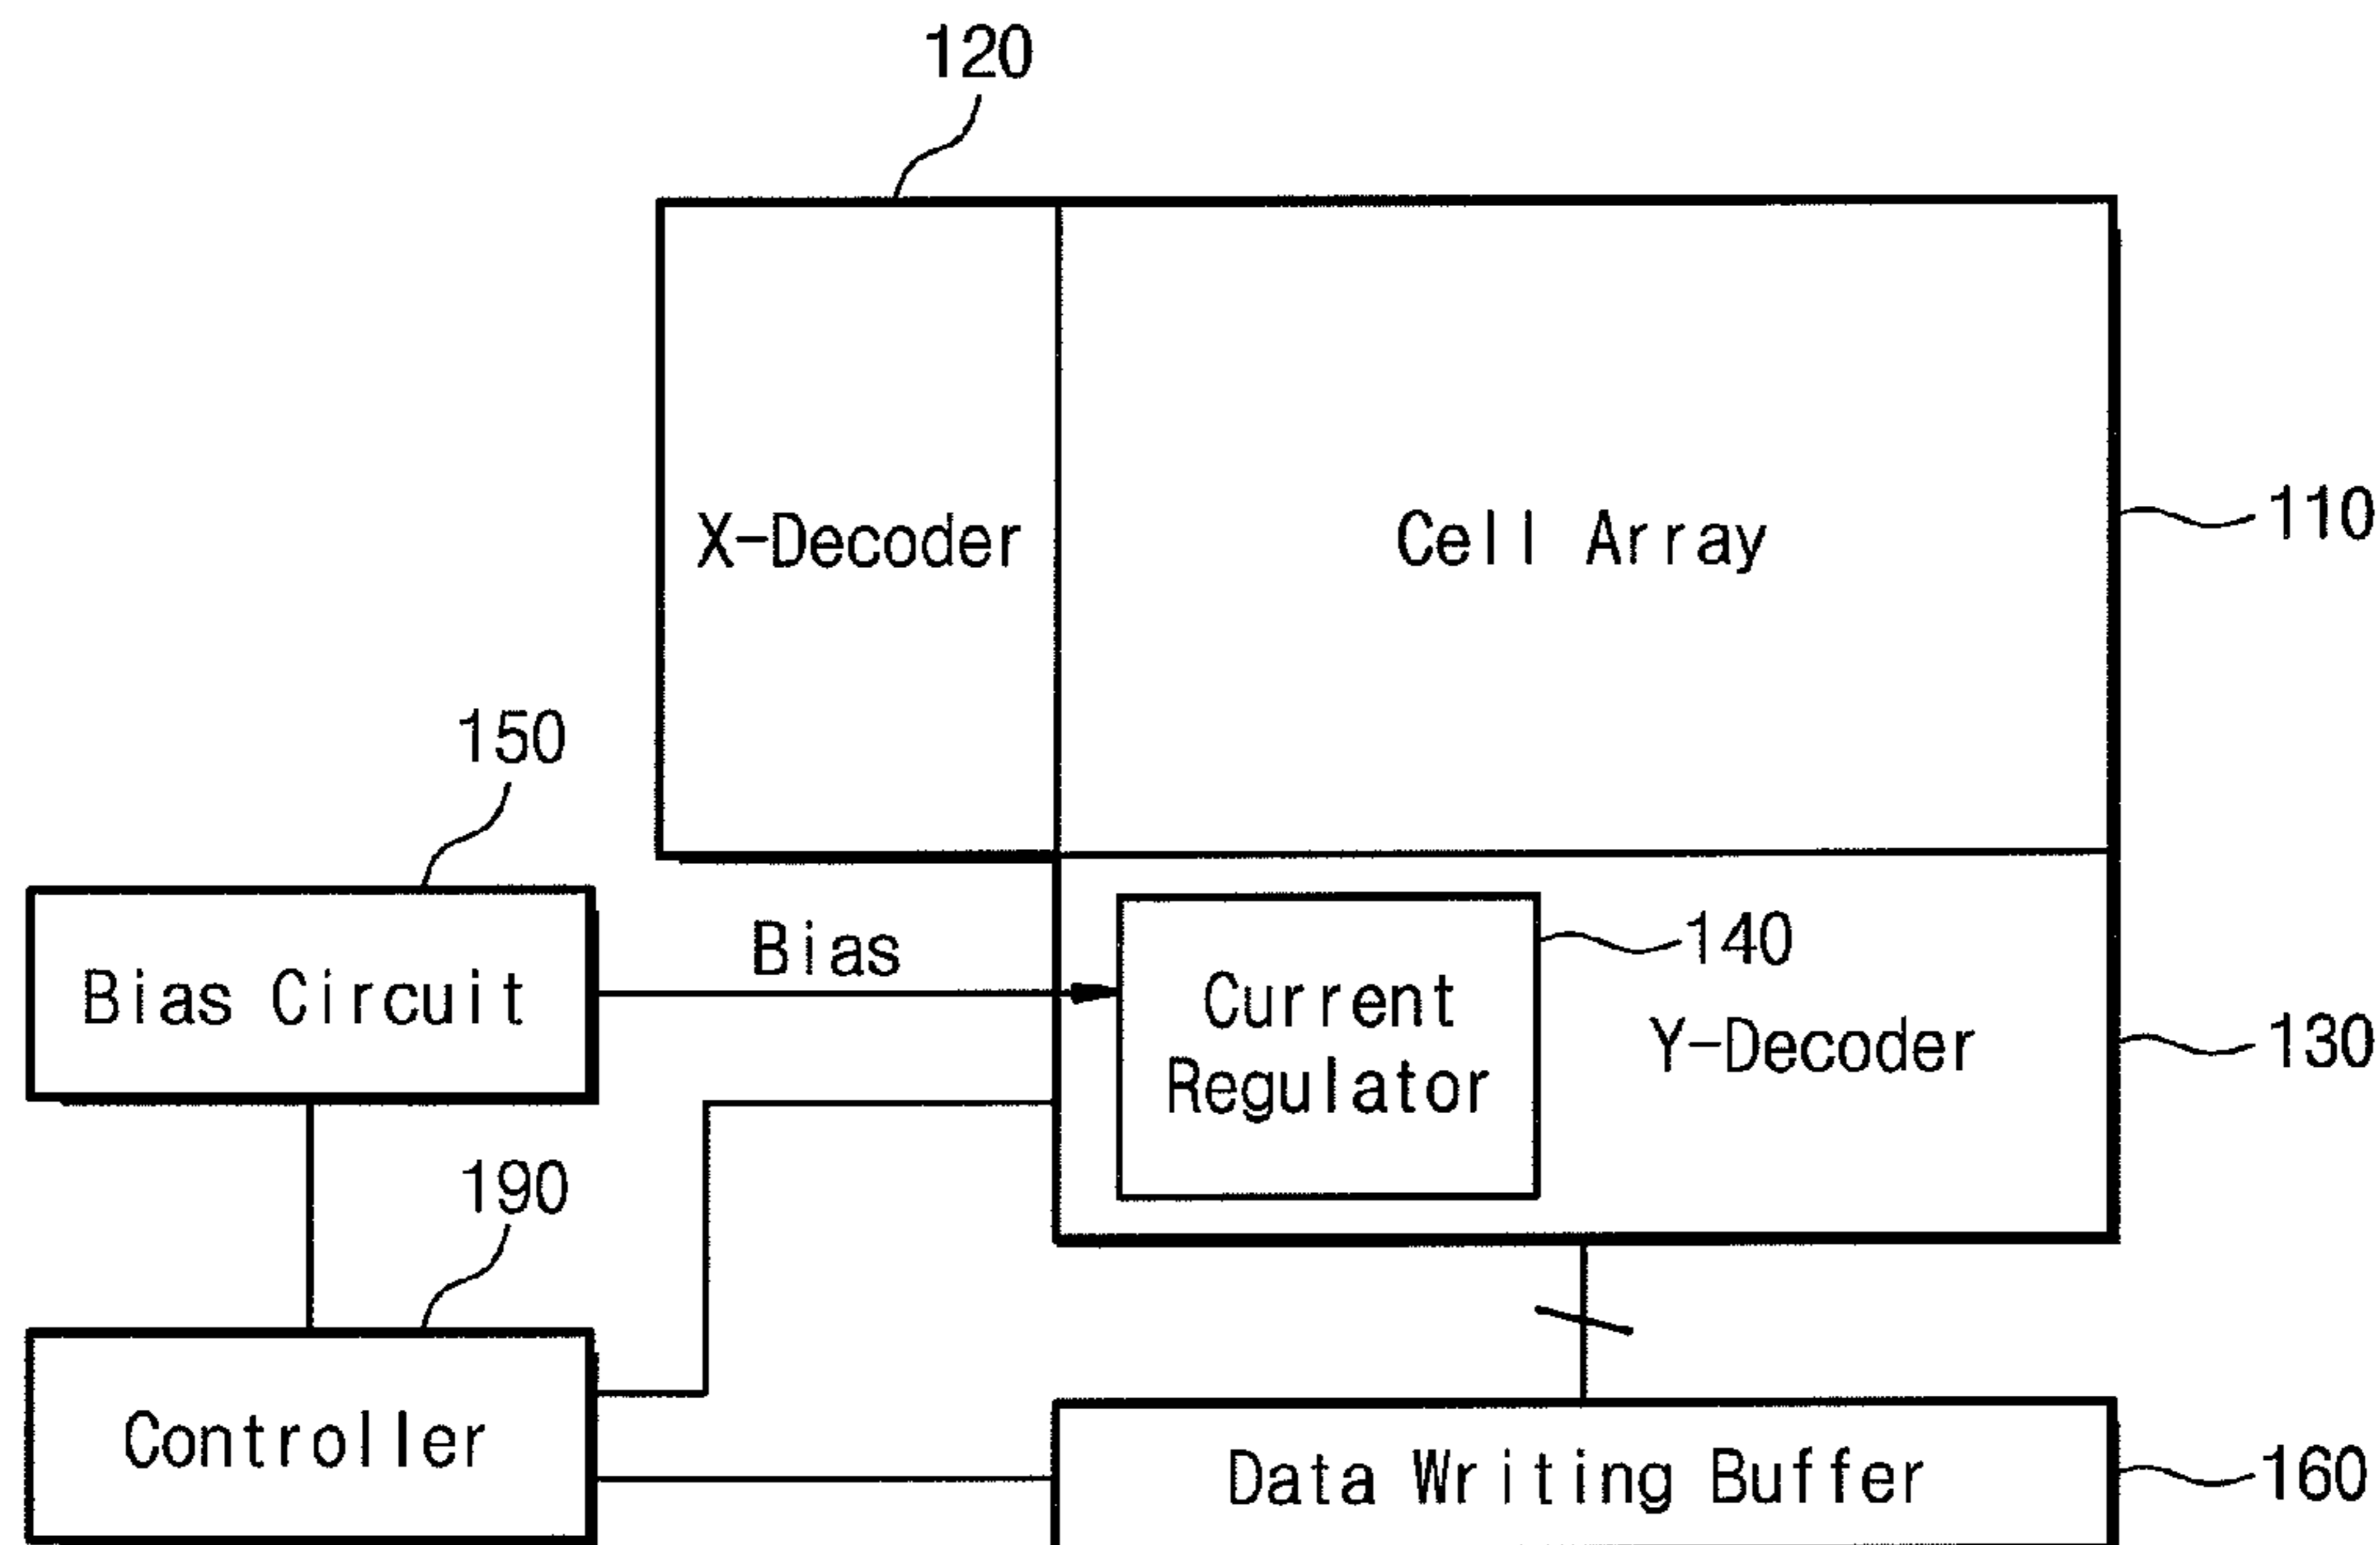 120
X-Decoder
Cell Array
110
150
Bias Circuit
Bias
Current
Regulator
140
Y-Decoder
130
190
Controller
Data Writing Buffer
160